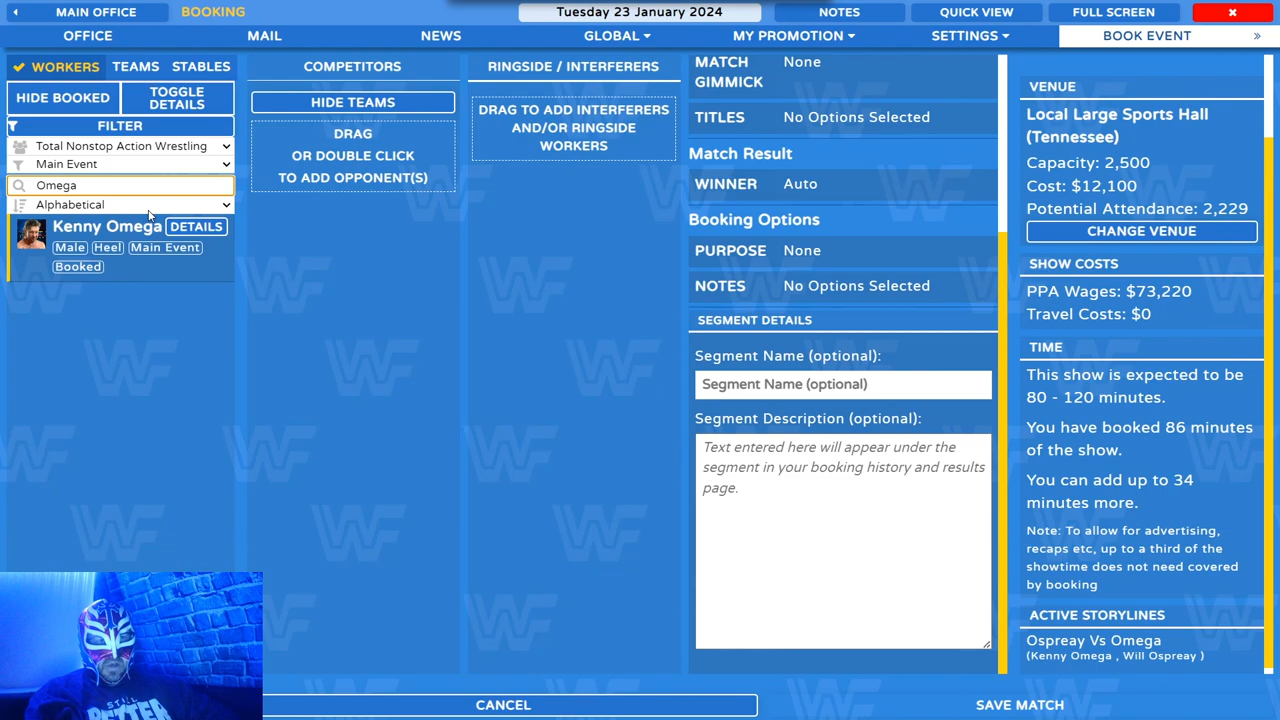 MAIN OFFICE
BOOKING
Tuesday 23 January 2024
NOTES
QUICK VIEW
FULL SCREEN
OFFICE
MAIL
NEWS
GLOBAL
MY PROMOTION
SETTINGS
BOOK EVENT
WORKERS
TEAMS
STABLES
HIDE BOOKED
TOGGLE
DETAILS
FILTER
Total Nonstop Action Wrestling
Main Event
Omega
Alphabetical
Kenny Omega
DETAILS
Male
Heel
Main Event
Booked
COMPETITORS
HIDE TEAMS
DRAG
OR DOUBLE CLICK
TO ADD OPPONENT(S)
RINGSIDE / INTERFERERS
DRAG TO ADD INTERFERERS
AND/OR RINGSIDE
WORKERS
MATCH
GIMMICK
None
TITLES
No Options Selected
Match Result
WINNER
Auto
Booking Options
PURPOSE
None
NOTES
No Options Selected
SEGMENT DETAILS
Segment Name (optional):
Segment Name (optional)
Segment Description (optional):
Text entered here will appear under the
segment in your booking history and results
page.
VENUE
Local Large Sports Hall
(Tennessee)
Capacity: 2,500
Cost: $12,100
Potential Attendance: 2,229
CHANGE VENUE
SHOW COSTS
PPA Wages: $73,220
Travel Costs: $0
TIME
This show is expected to be
80 - 120 minutes.
You have booked 86 minutes
of the show.
You can add up to 34
minutes more.
Note: To allow for advertising,
recaps etc, up to a third of the
showtime does not need covered
by booking
ACTIVE STORYLINES
Ospreay Vs Omega
(Kenny Omega , Will Ospreay )
CANCEL
SAVE MATCH